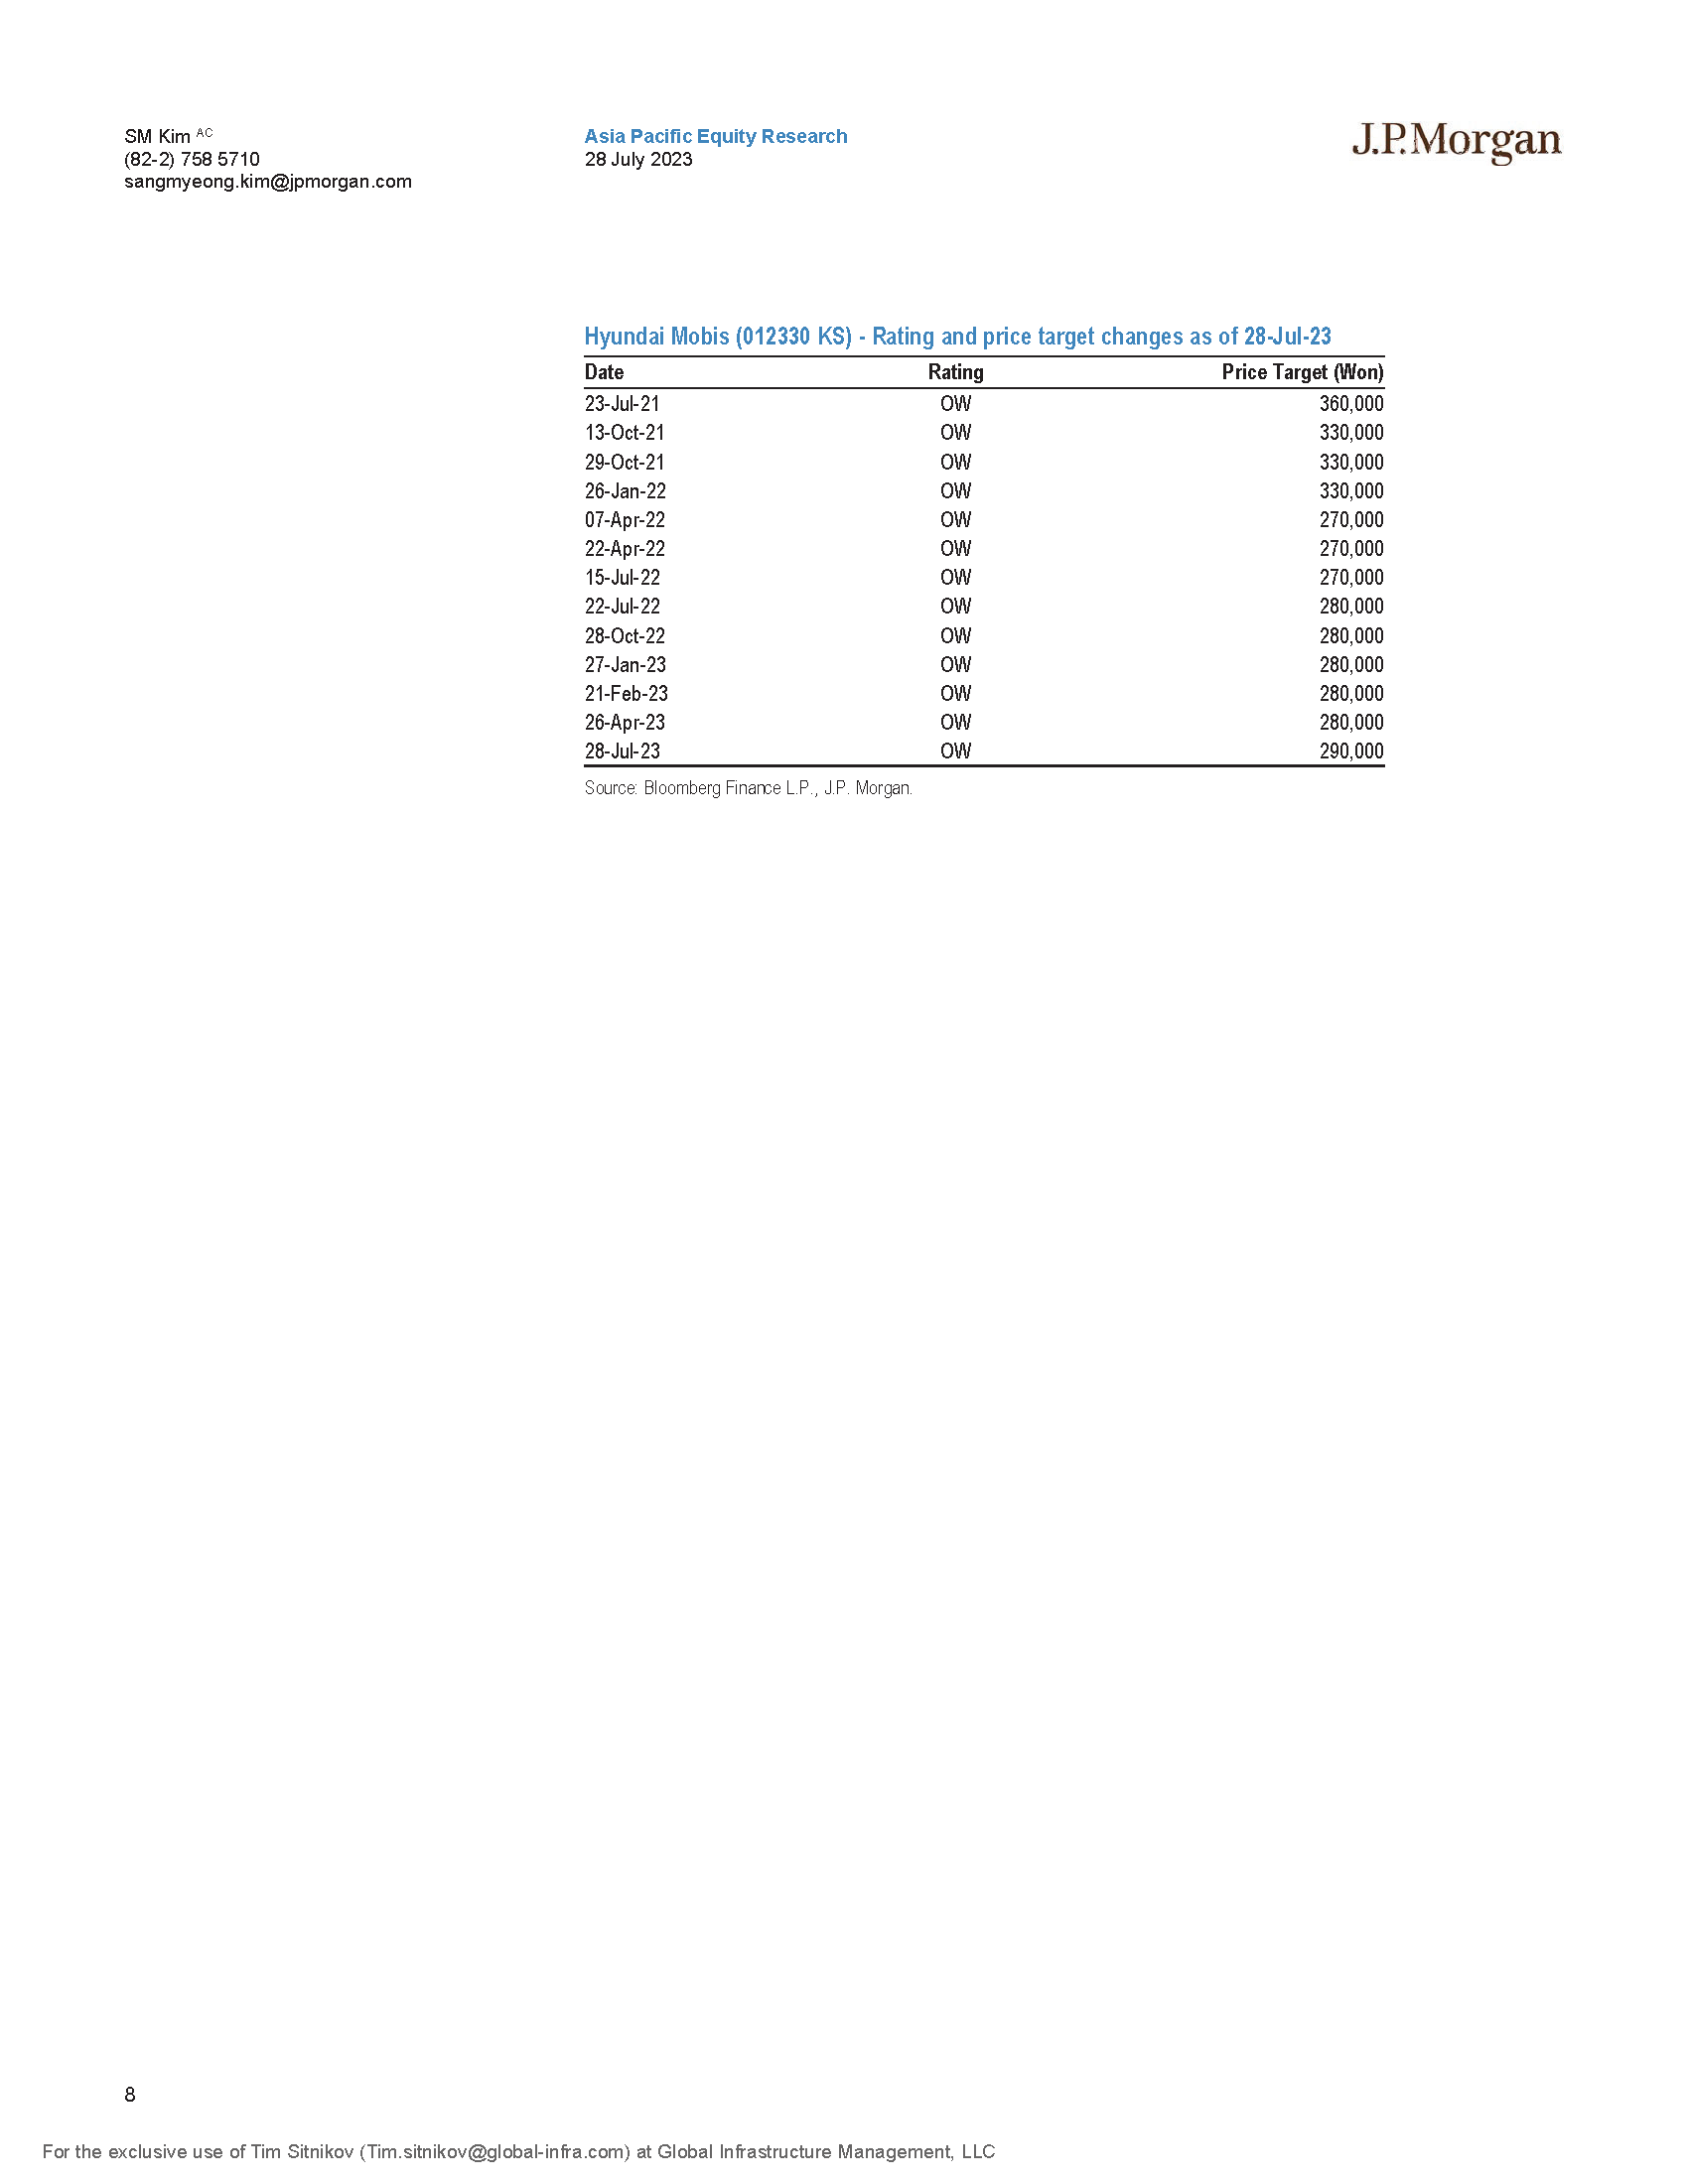 SM Kim AC
(82-2) 758 5710
sangmyeong.kim@jpmorgan.com
Asia Pacific Equity Research
28 July 2023
J.P.Morgan
Hyundai Mobis (012330 KS) - Rating and price target changes as of 28-Jul-23
Date Rating Price Target (Won)
23-Jul-21 OW 360,000
13-Oct-21 OW 330,000
29-Oct-21 OW 330,000
26-Jan-22 OW 330,000
07-Apr-22 OW 270,000
22-Apr-22 OW 270,000
15-Jul-22 OW 270,000
22-Jul-22 OW 280,000
28-Oct-22 OW 280,000
27-Jan-23 OW 280,000
21-Feb-23 OW 280,000
26-Apr-23 OW 280,000
28-Jul-23 OW 290,000
Source: Bloomberg Finance L.P., J.P. Morgan.
8
For the exclusive use of Tim Sitnikov (Tim.sitnikov@global-infra.com) at Global Infrastructure Management, LLC